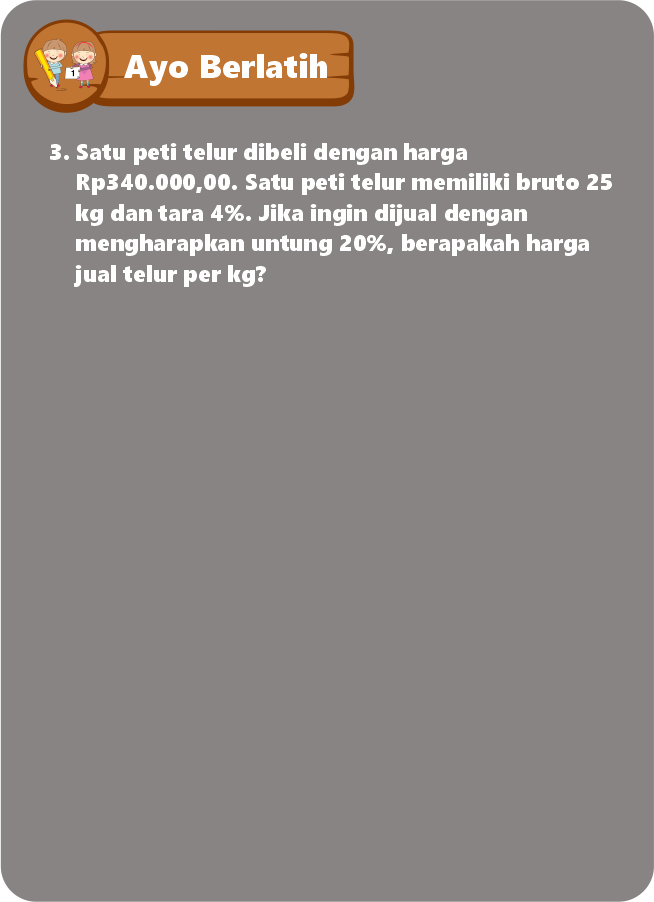 Ayo Berlatih
1
3. Satu peti telur dibeli dengan harga
Rp340.000,00. Satu peti telur memiliki bruto 25
kg dan tara 4%. Jika ingin dijual dengan
mengharapkan untung 20%, berapakah harga
jual telur per kg?